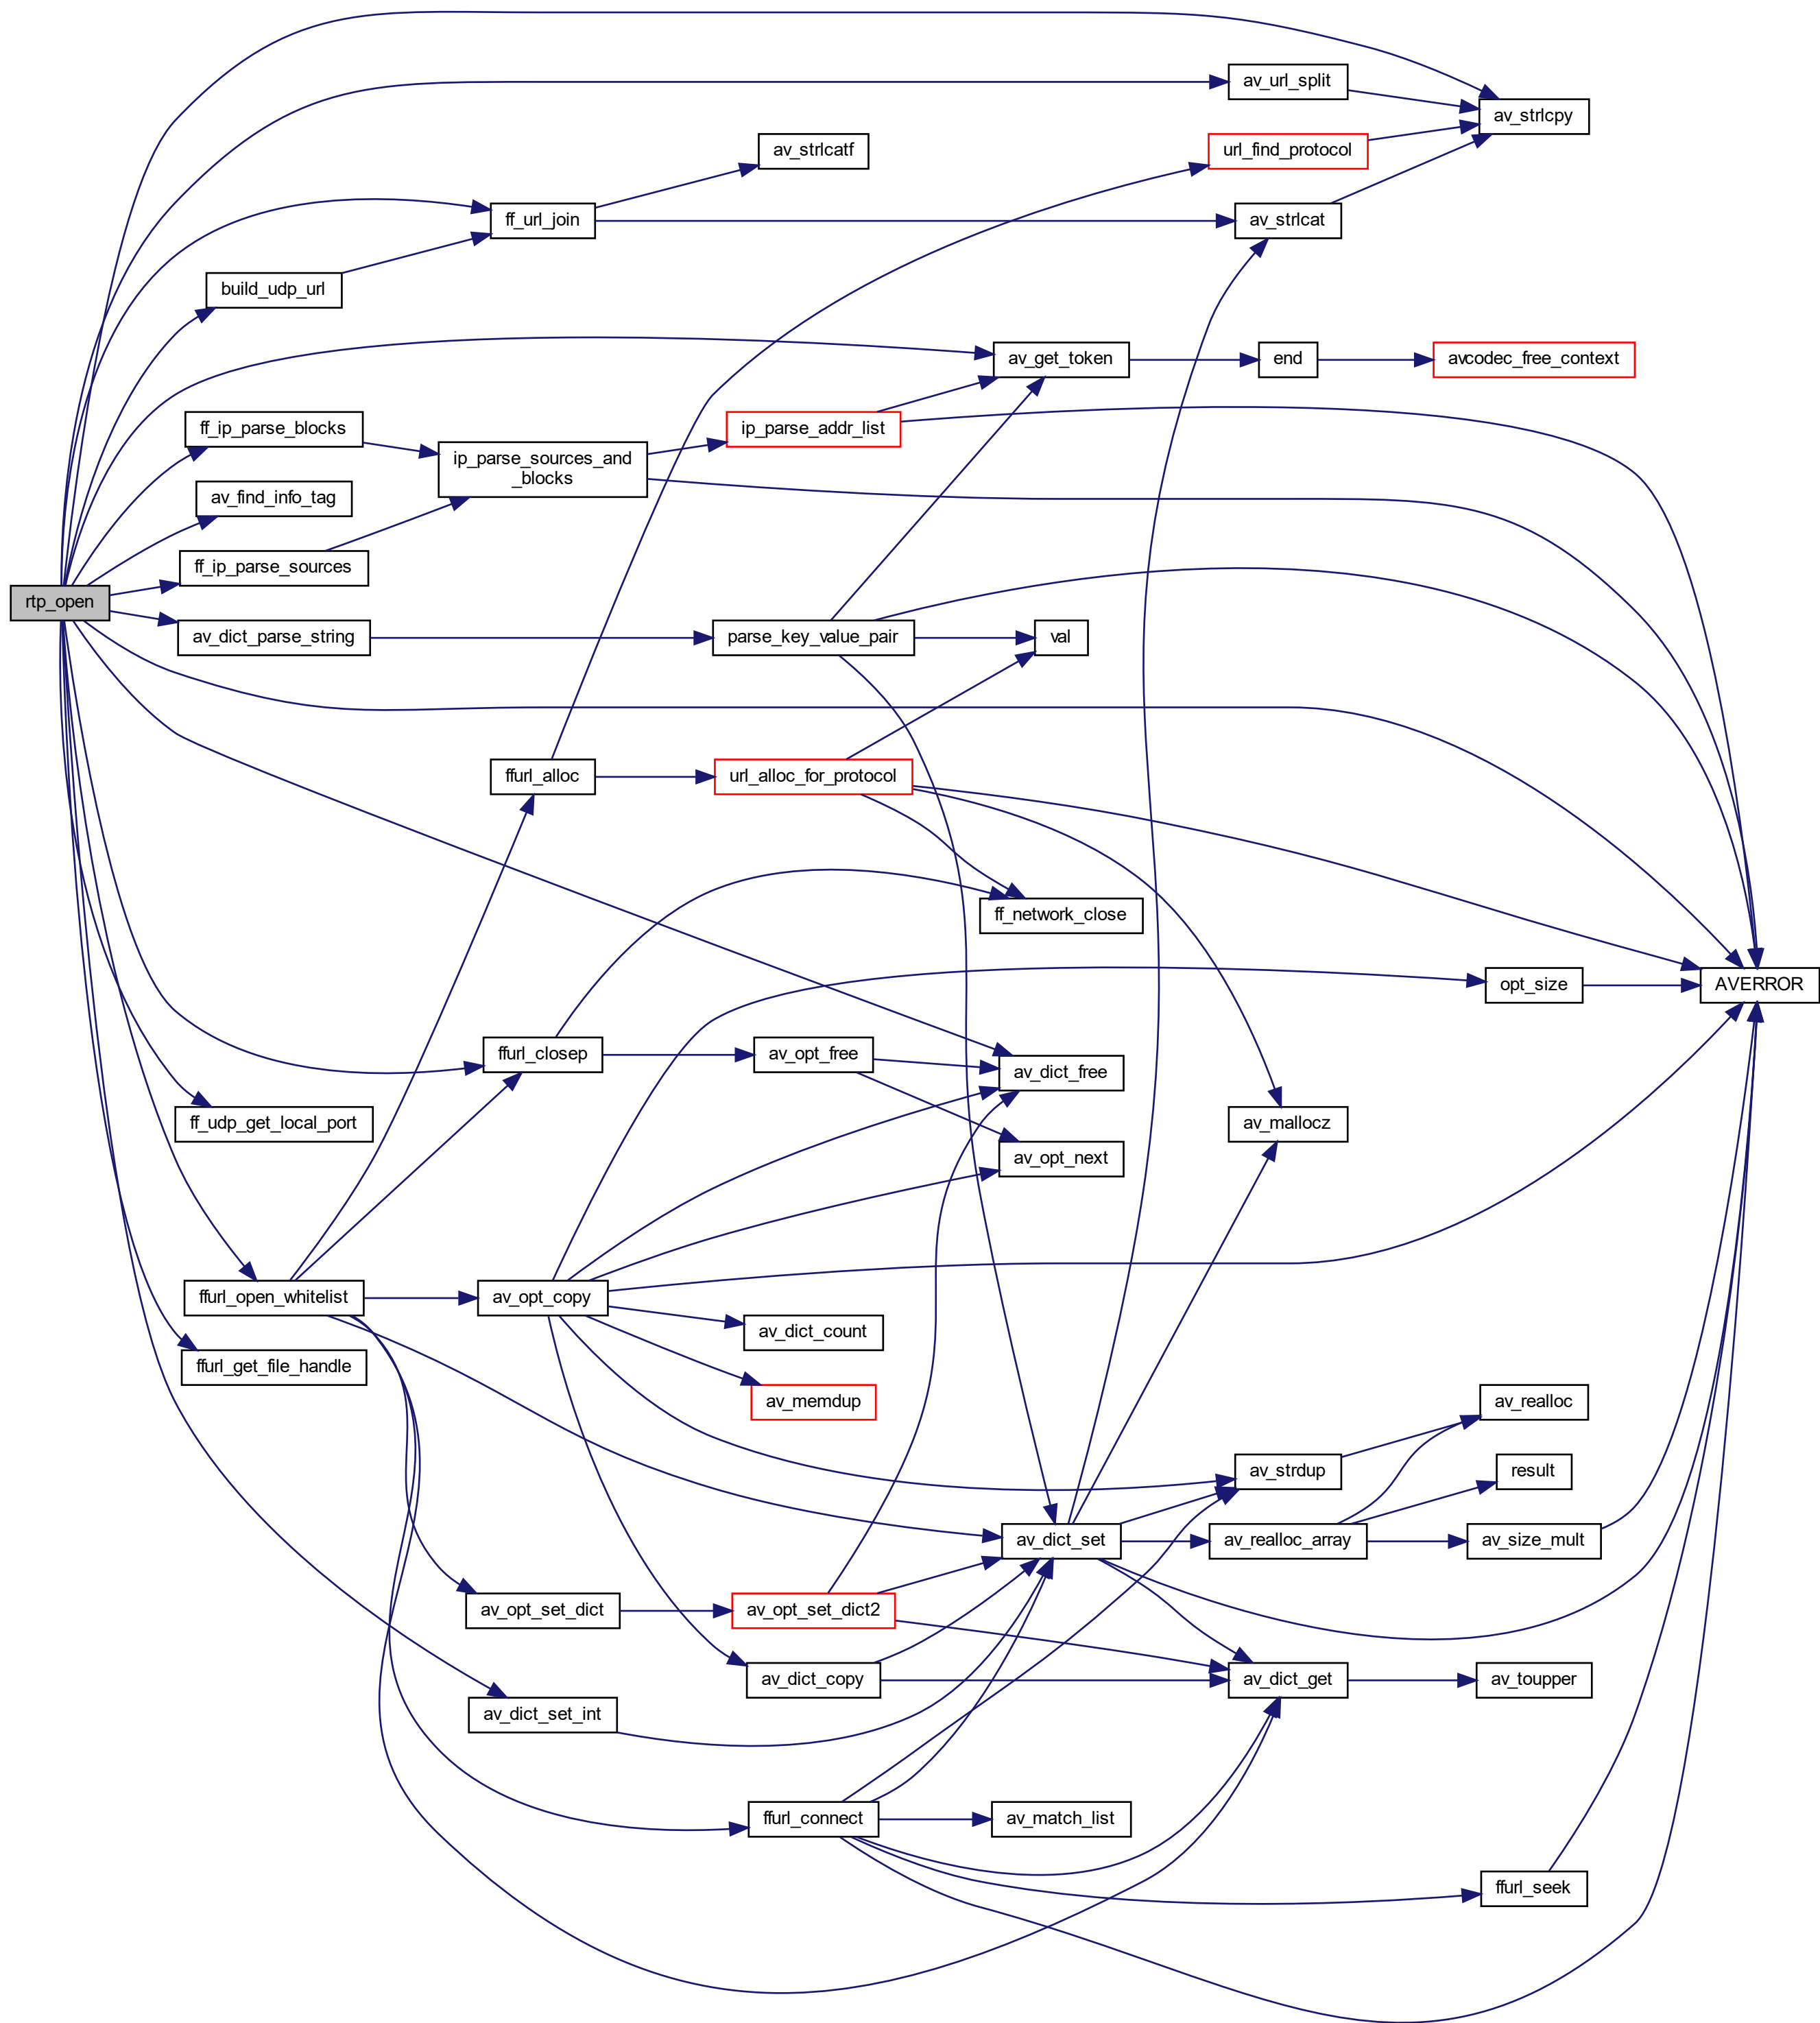 av_url_split
av_strlcpy
av_strlcatf
url_find_protocol
ff_url_join
av_strlcat
build_udp_url
av_get_token
end
avcodec_free_context
ff_ip_parse_blocks
ip_parse_addr_list
ip_parse_sources_and
_blocks
av_find_info_tag
ff_ip_parse_sources
rtp_open
av_dict_parse_string
parse_key_value_pair
val
ffurl_alloc
url_alloc_for_protocol
ff_network_close
opt_size
AVERROR
ffurl_closep
av_opt_free
av_dict_free
ff_udp_get_local_port
av_mallocz
av_opt_next
ffurl_open_whitelist
av_opt_copy
av_dict_count
ffurl_get_file_handle
av_memdup
av_realloc
av_strdup
result
av_dict_set
av_realloc_array
av_size_mult
av_opt_set_dict
av_opt_set_dict2
av_dict_copy
av_dict_get
av_toupper
av_dict_set_int
ffurl_connect
av_match_list
ffurl_seek